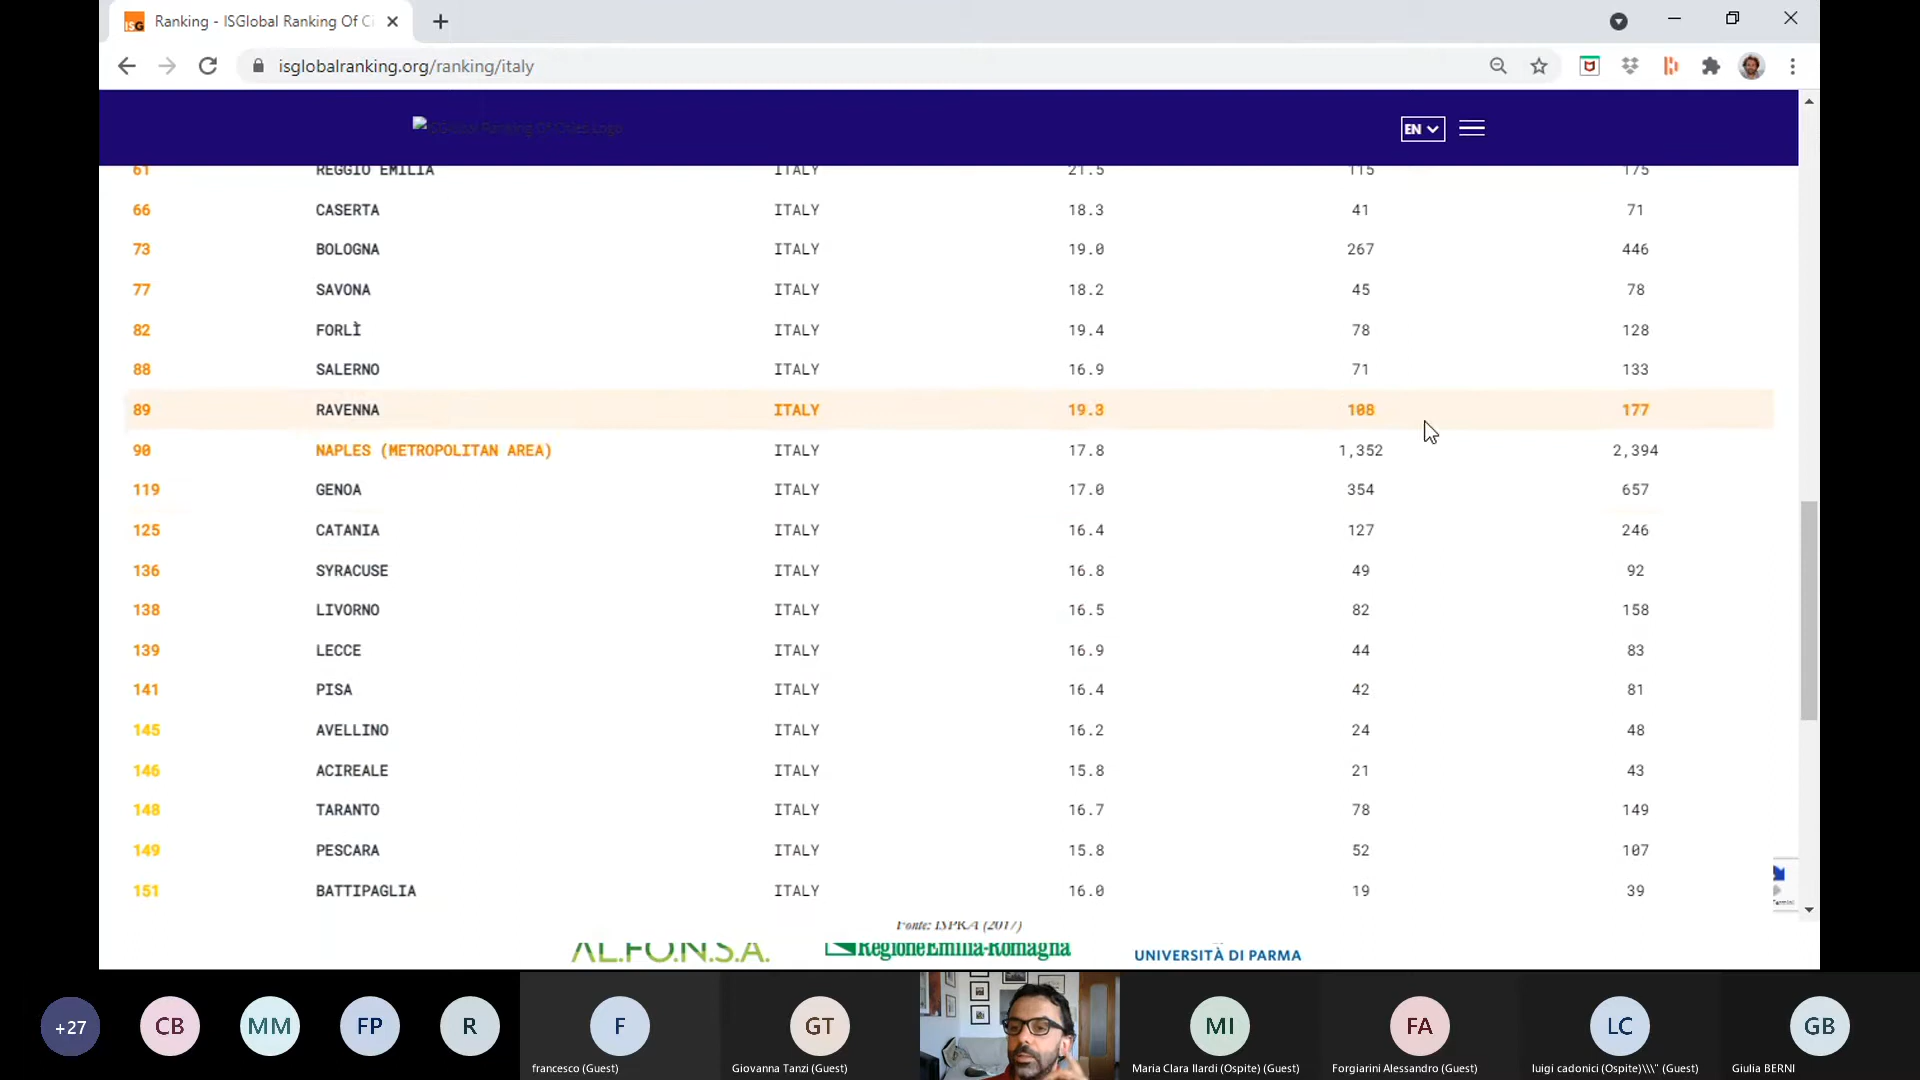 Ranking - ISGlobal Ranking Of Ci
isglobalranking.org/ranking/italy
ISGlobal Ranking Of Cities Logo
EN
61 REGGIO EMILIA ITALY 21.5 115 175
66 CASERTA ITALY 18.3 41 71
73 BOLOGNA ITALY 19.0 267 446
77 SAVONA ITALY 18.2 45 78
82 FORLÌ ITALY 19.4 78 128
88 SALERNO ITALY 16.9 71 133
89 RAVENNA ITALY 19.3 108 177
90 NAPLES (METROPOLITAN AREA) ITALY 17.8 1,352 2,394
119 GENOA ITALY 17.0 354 657
125 CATANIA ITALY 16.4 127 246
136 SYRACUSE ITALY 16.8 49 92
138 LIVORNO ITALY 16.5 82 158
139 LECCE ITALY 16.9 44 83
141 PISA ITALY 16.4 42 81
145 AVELLINO ITALY 16.2 24 48
146 ACIREALE ITALY 15.8 21 43
148 TARANTO ITALY 16.7 78 149
149 PESCARA ITALY 15.8 52 107
151 BATTIPAGLIA ITALY 16.0 19 39
Fonte: ISPRA (2017)
AL.FO.N.S.A. RegioneEmilia-Romagna UNIVERSITÀ DI PARMA
+27 CB MM FP R F GT MI FA LC GB
francesco (Guest) Giovanna Tanzi (Guest) Maria Clara Ilardi (Ospite) (Guest) Forgiarini Alessandro (Guest) luigi cadonici (Ospite)\\\" (Guest) Giulia BERNI